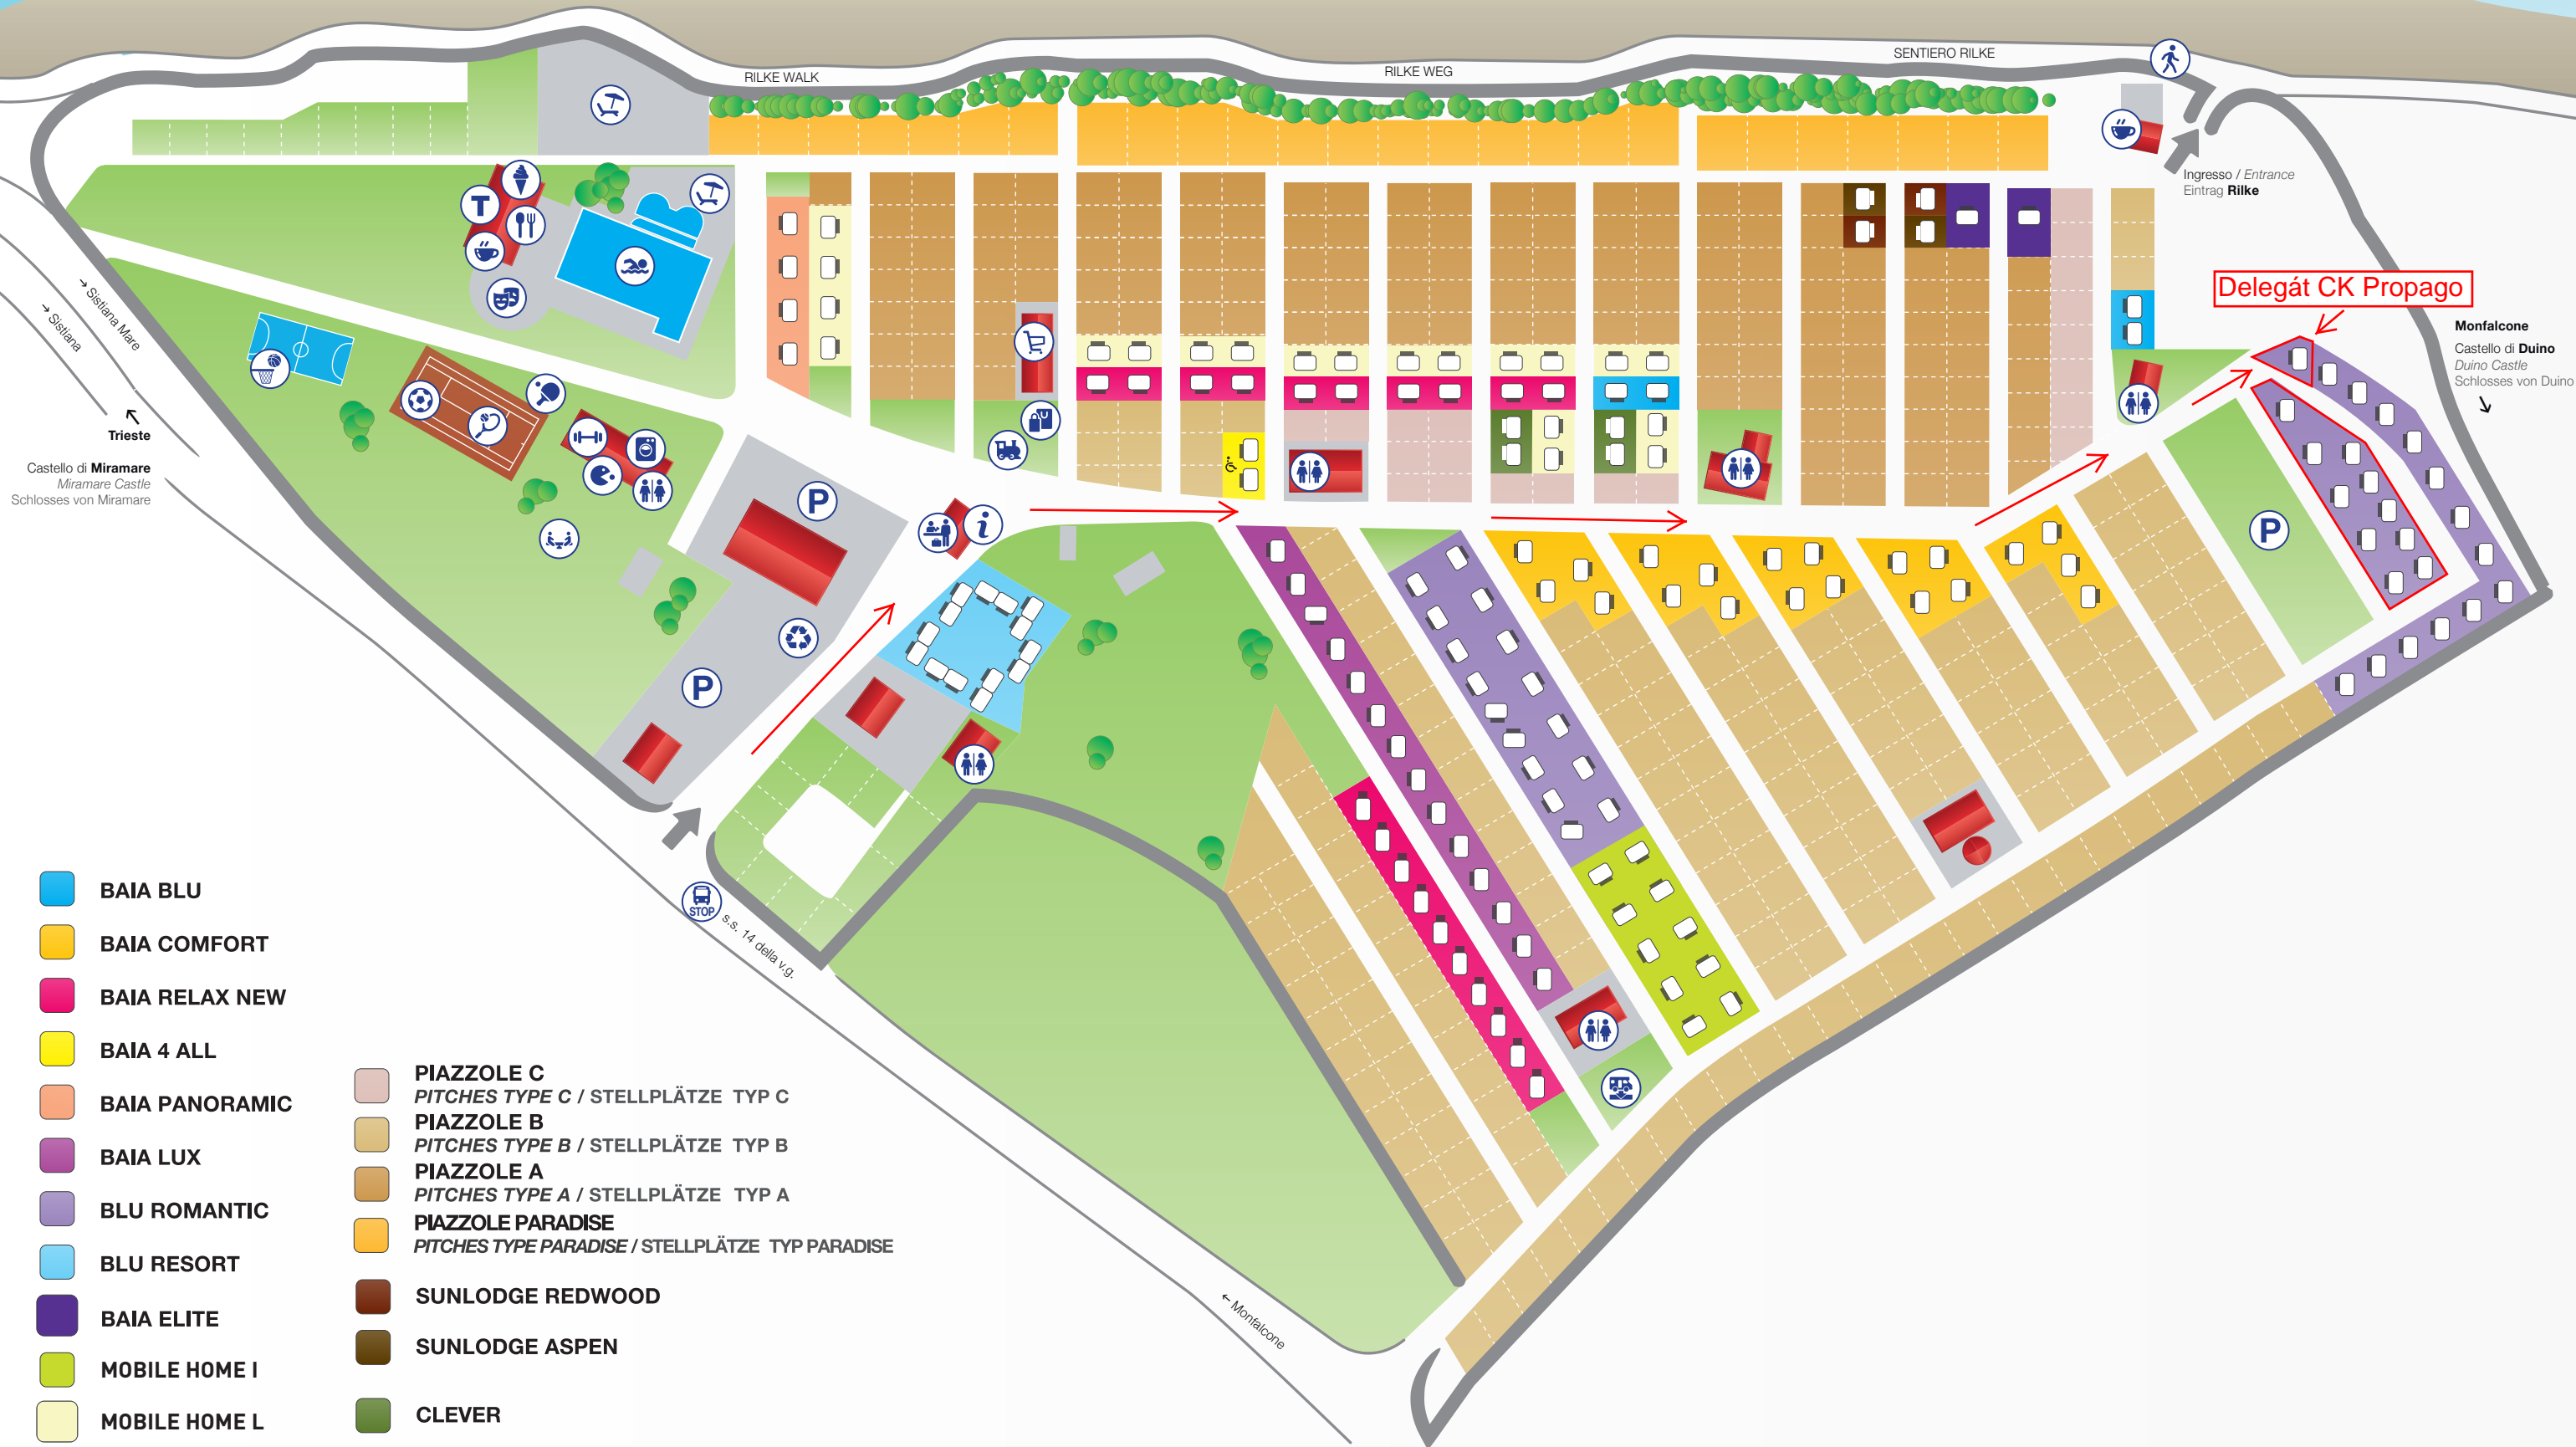 RILKE WALK
RILKE WEG
SENTIERO RILKE
Ingresso / Entrance
Eintrag Rilke
Delegát CK Propago
Monfalcone
Castello di Duino
Duino Castle
Schlosses von Duino
→ Sistiana Mare
→ Sistiana
Trieste
Castello di Miramare
Miramare Castle
Schlosses von Miramare
T
P
i
P
P
STOP
s.s. 14 della v.g.
← Monfalcone
BAIA BLU
BAIA COMFORT
BAIA RELAX NEW
BAIA 4 ALL
BAIA PANORAMIC
BAIA LUX
BLU ROMANTIC
BLU RESORT
BAIA ELITE
MOBILE HOME I
MOBILE HOME L
PIAZZOLE C
PITCHES TYPE C / STELLPLÄTZE TYP C
PIAZZOLE B
PITCHES TYPE B / STELLPLÄTZE TYP B
PIAZZOLE A
PITCHES TYPE A / STELLPLÄTZE TYP A
PIAZZOLE PARADISE
PITCHES TYPE PARADISE / STELLPLÄTZE TYP PARADISE
SUNLODGE REDWOOD
SUNLODGE ASPEN
CLEVER